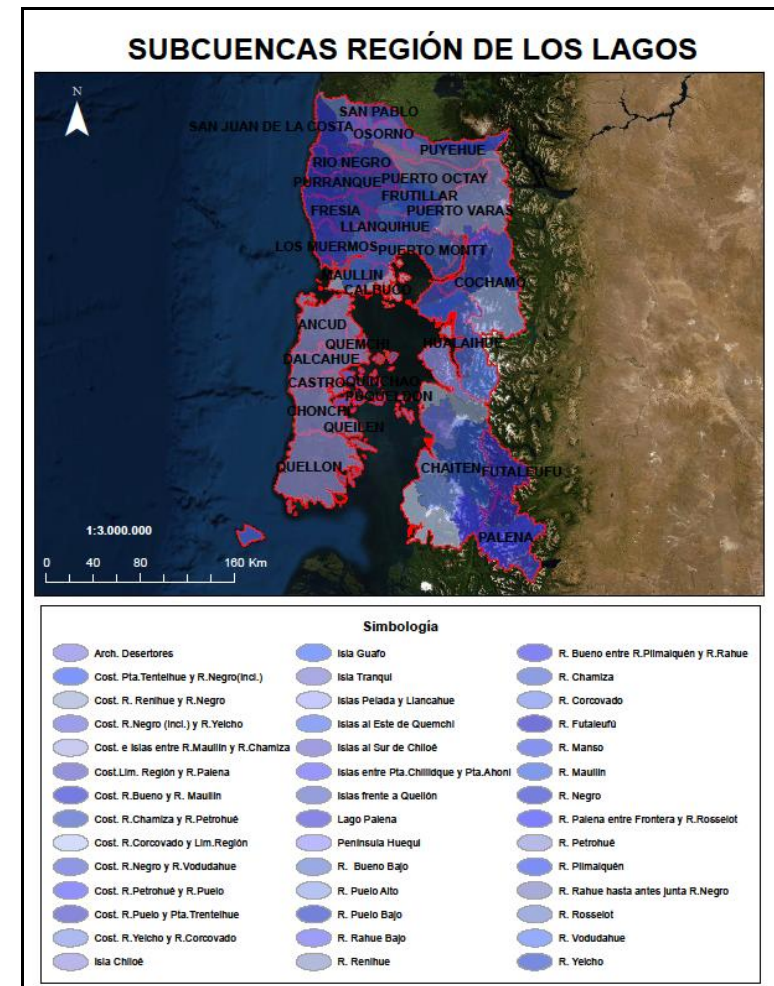 SUBCUENCAS REGIÓN DE LOS LAGOS
N
SAN PABLO
SAN JUAN DE LA COSTA
OSORNO
PUYEHUE
RIO NEGRO
PURRANQUE
PUERTO OCTAY
FRUTILLAR
FRESIA
PUERTO VARAS
LLANQUIHUE
LOS MUERMOS
PUERTO MONTT
MAULLIN
COCHAMO
CALBUCO
ANCUD
QUEMCHI
HUALAIHUE
DALCAHUE
CASTRO
QUINCHAO
PUQUELDON
CHONCHI
QUEILEN
QUELLON
CHAITEN
FUTALEUFU
PALENA
1:3.000.000
0 40 80 160 Km
Simbología
Arch. Desertores
Cost. Pta.Tentelhue y R.Negro(Incl.)
Cost. R. Renihue y R.Negro
Cost. R.Negro (Incl.) y R.Yelcho
Cost. e Islas entre R.Maullin y R.Chamiza
Cost.Lim. Región y R.Palena
Cost. R.Bueno y R. Maullin
Cost. R.Chamiza y R.Petrohué
Cost. R.Corcovado y Lim.Región
Cost. R.Negro y R.Vodudahue
Cost. R.Petrohué y R.Puelo
Cost. R.Puelo y Pta.Trentelhue
Cost. R.Yelcho y R.Corcovado
Isla Chiloé
Isla Guafo
Isla Tranqui
Islas Pelada y Llancahue
Islas al Este de Quemchi
Islas al Sur de Chiloé
Islas entre Pta.Chillidque y Pta.Ahoni
Islas frente a Quellón
Lago Palena
Peninsula Huequi
R. Bueno Bajo
R. Puelo Alto
R. Puelo Bajo
R. Rahue Bajo
R. Renihue
R. Bueno entre R.Pilmaiquén y R.Rahue
R. Chamiza
R. Corcovado
R. Futaleufú
R. Manso
R. Maullin
R. Negro
R. Palena entre Frontera y R.Rosselot
R. Petrohué
R. Pilmaiquén
R. Rahue hasta antes junta R.Negro
R. Rosselot
R. Vodudahue
R. Yelcho